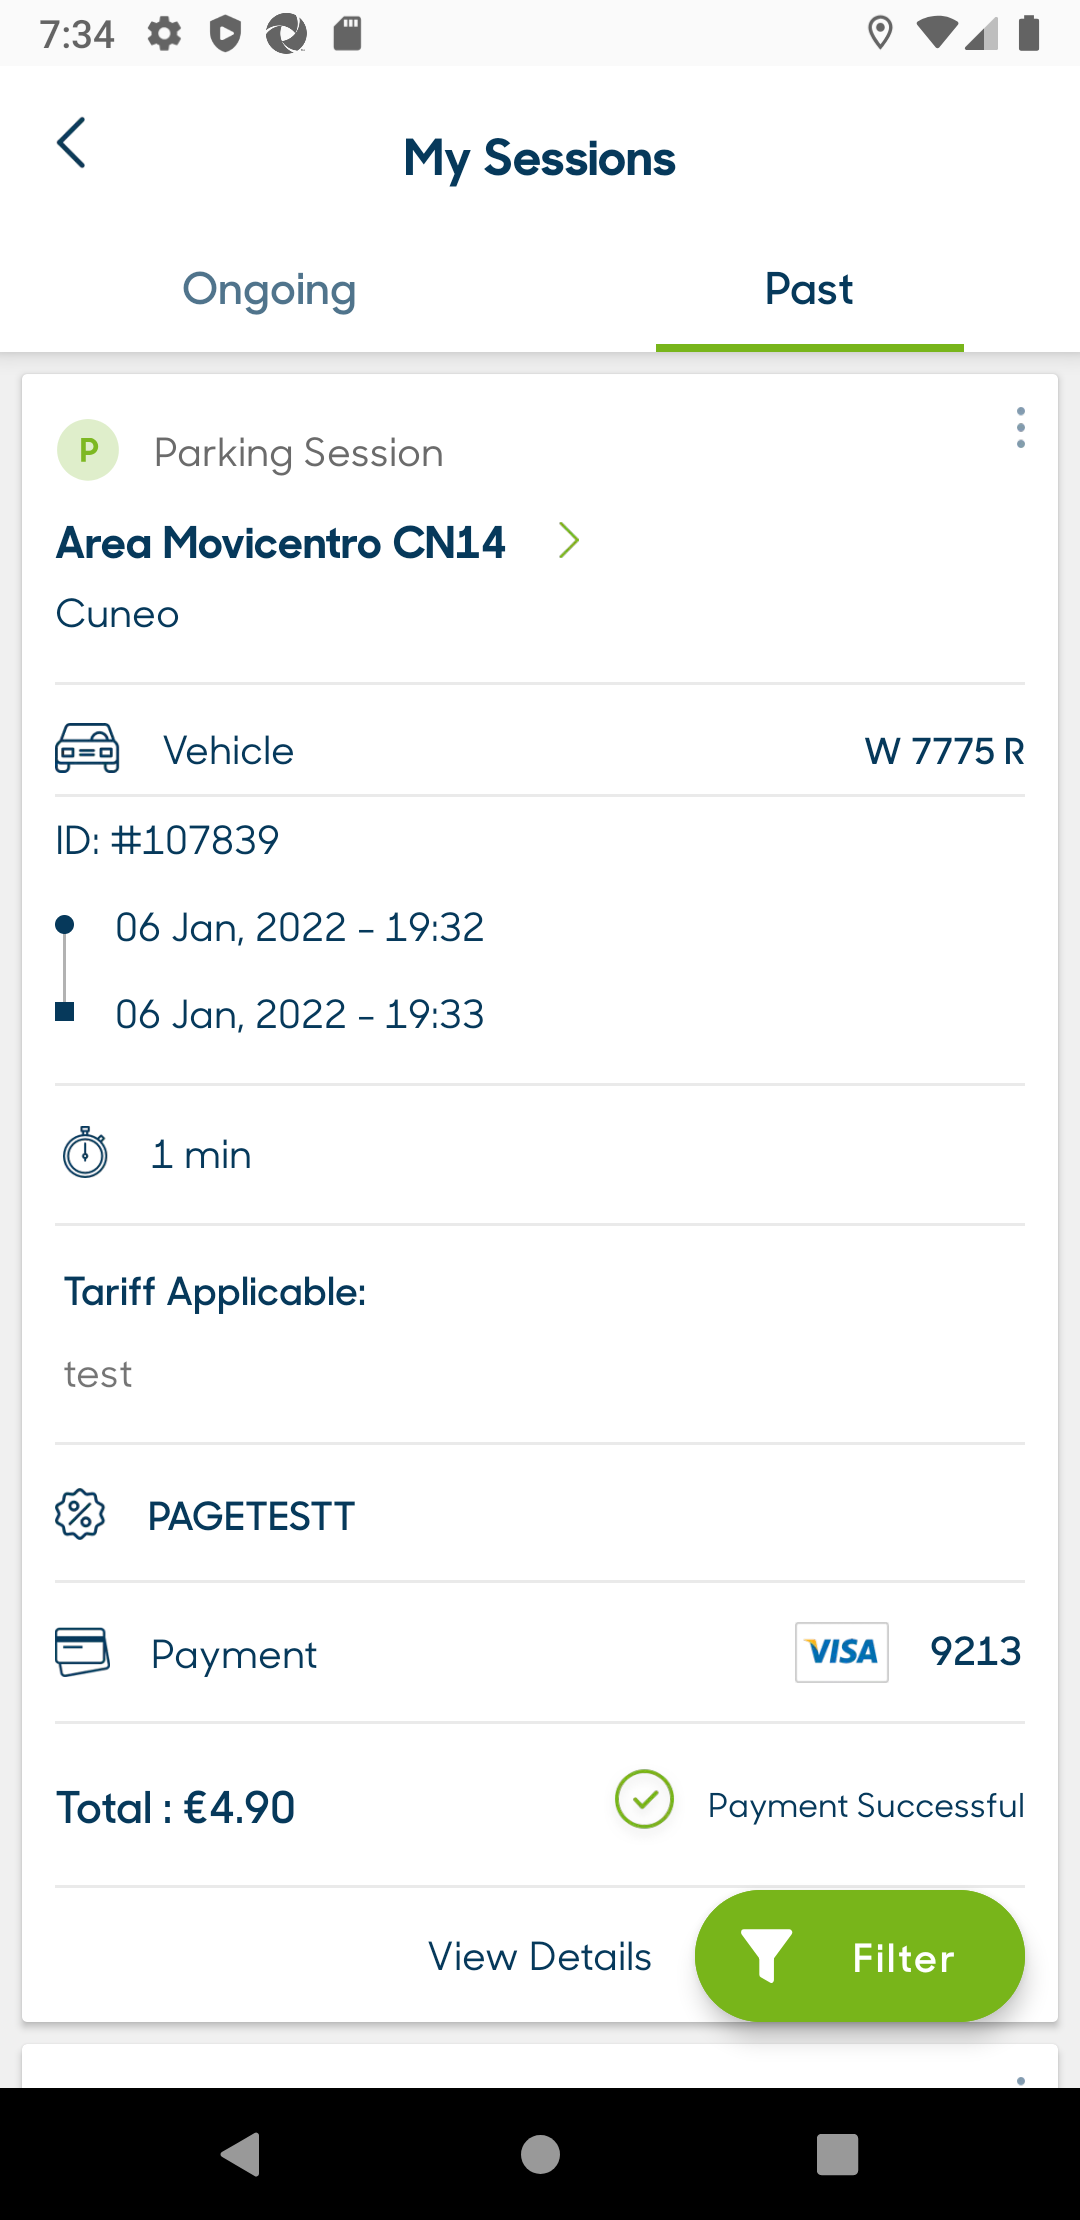 7:34
My Sessions
Ongoing
Past
P
Parking Session
Area Movicentro CN14
Cuneo
Vehicle
W 7775 R
ID: #107839
06 Jan, 2022 - 19:32
06 Jan, 2022 - 19:33
1 min
Tariff Applicable:
test
PAGETESTT
Payment
VISA
9213
Total : €4.90
Payment Successful
View Details
Filter